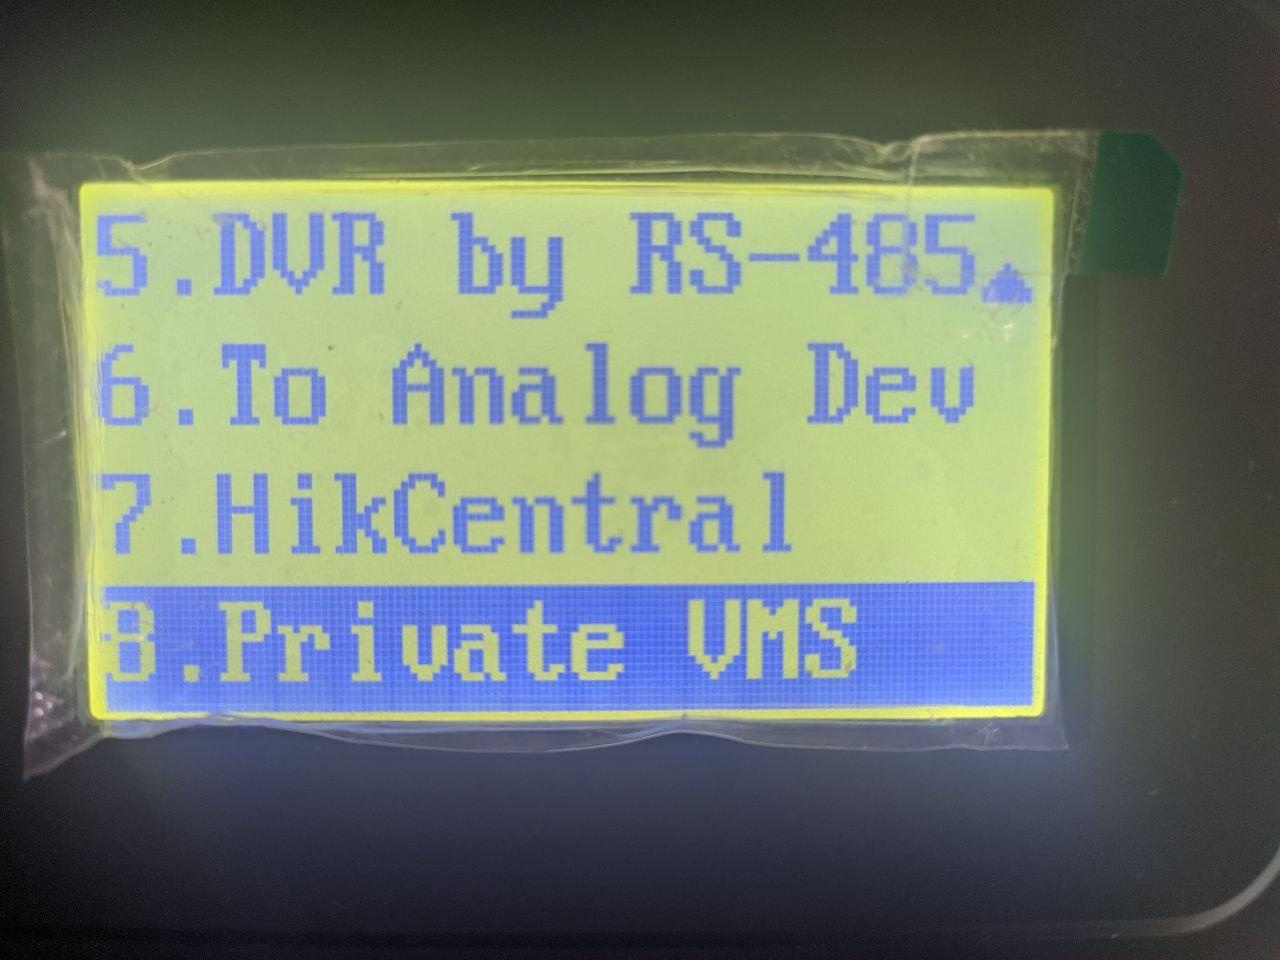 5.DVR by RS-485
6.To Analog Dev
7.HikCentral
8.Private VMS